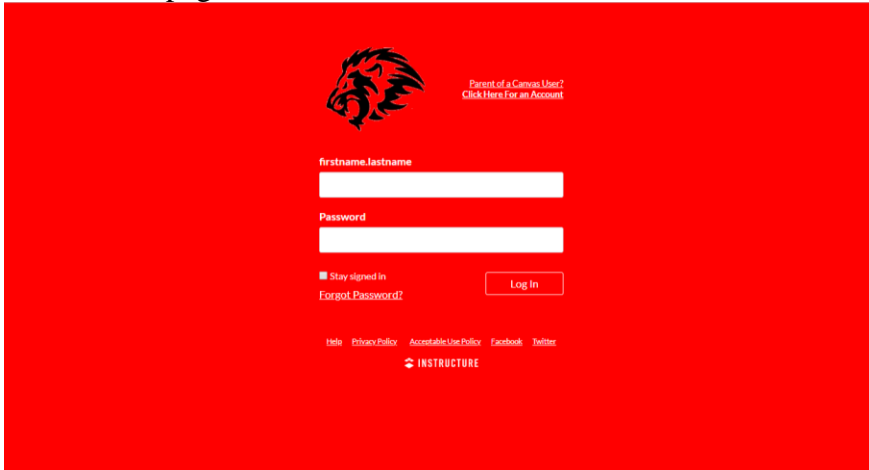 Parent of a Canvas User?
Click Here For an Account
firstname.lastname
Password
Stay signed in
Log In
Forgot Password?
Help Privacy Policy Acceptable Use Policy Facebook Twitter
INSTRUCTURE